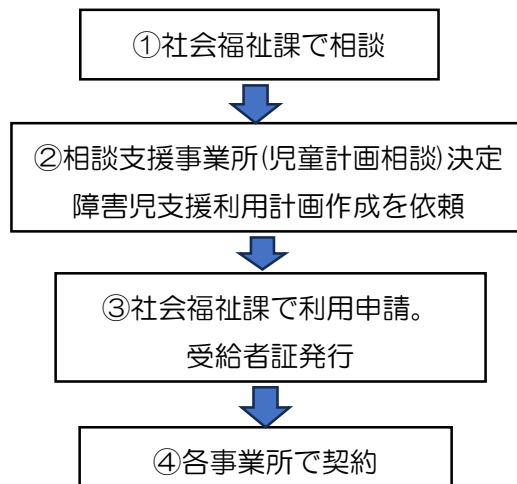 ①社会福祉課で相談
②相談支援事業所(児童計画相談)決定
障害児支援利用計画作成を依頼
③社会福祉課で利用申請。
受給者証発行
④各事業所で契約